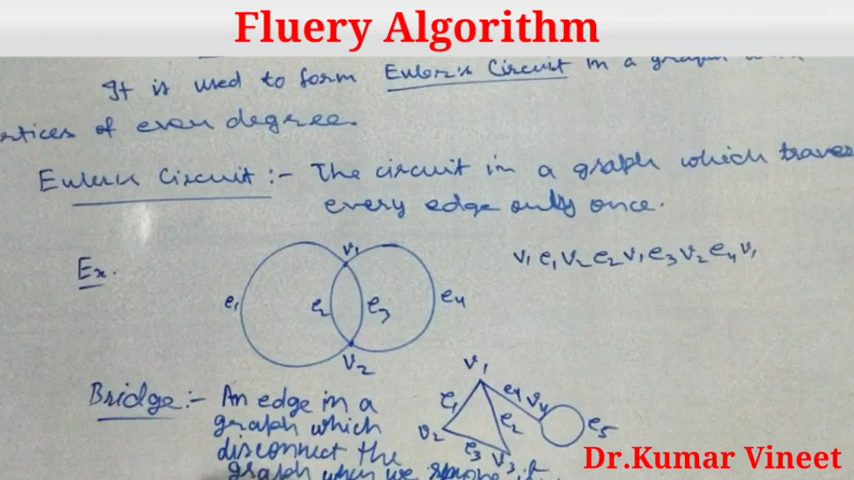 Fluery Algorithm
It is used to form Euler's Circuit in a graph
of even degree.
Euler's Circuit :- The circuit in a graph which
every edge only once.
Ex.
v1 e1 v2 e2 v1 e3 v2 e4 v1
v1
e1 e2 e3 e4
v2
Bridge :- An edge in a
graph which
disconnect the
graph when we
v1
e1 e4 v4
e2 e5
v2 e3 v3
Dr.Kumar Vineet